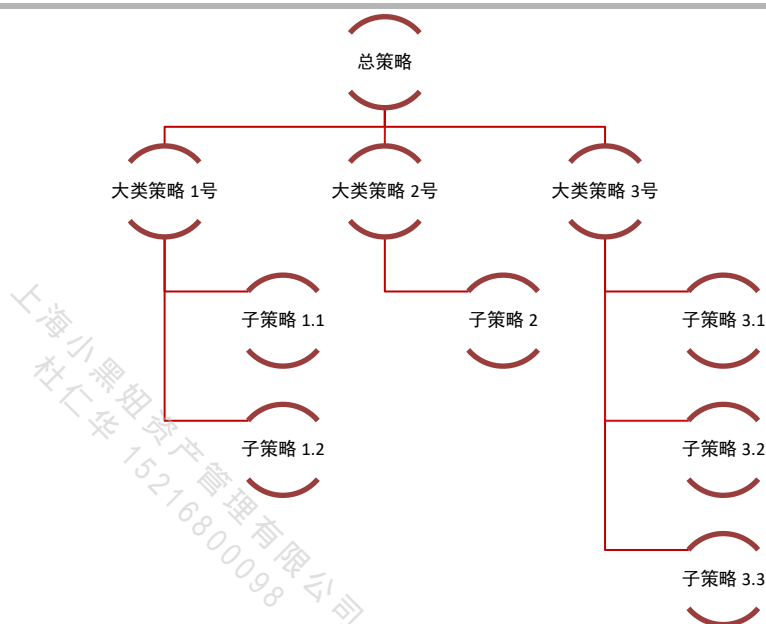 总策略
大类策略 1号
大类策略 2号
大类策略 3号
子策略 1.1
子策略 2
子策略 3.1
子策略 1.2
子策略 3.2
子策略 3.3
上海小黑妞资产管理有限公司
杜仁华 15216800098